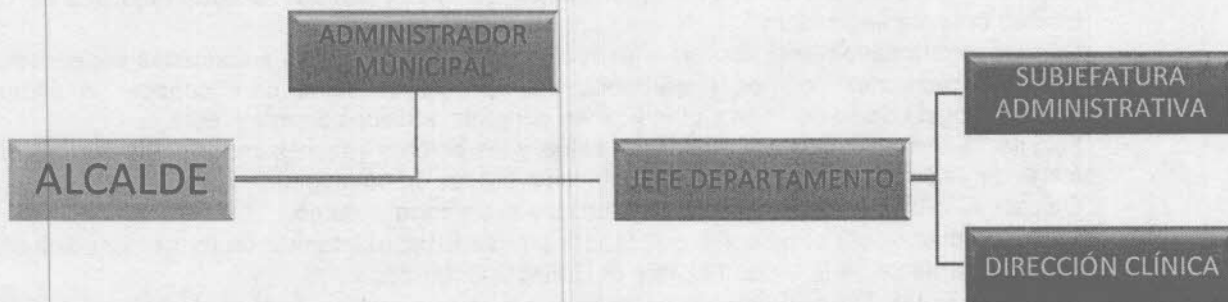 ADMINISTRADOR
MUNICIPAL
SUBJEFATURA
ADMINISTRATIVA
ALCALDE
JEFE DEPARTAMENTO
DIRECCIÓN CLÍNICA